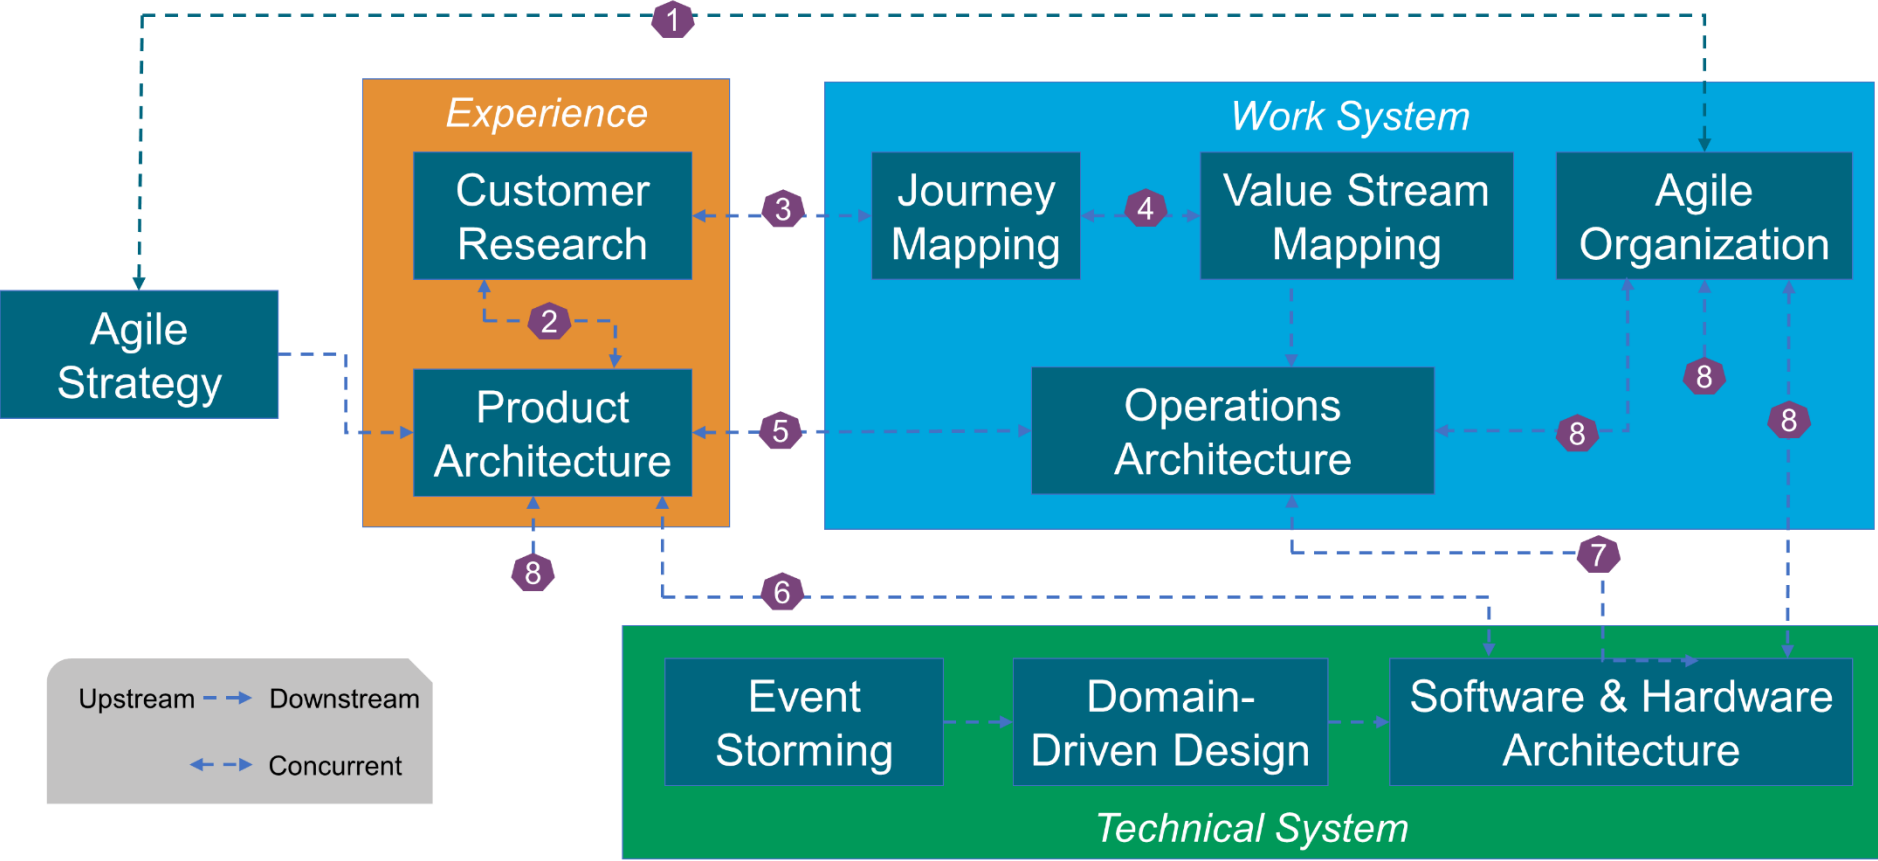 1
Experience
Work System
Customer
Research
3
Journey
Mapping
4
Value Stream
Mapping
Agile
Organization
Agile
Strategy
2
Product
Architecture
5
Operations
Architecture
8
8
8
8
6
7
Upstream
Downstream
Concurrent
Event
Storming
Domain-
Driven Design
Software & Hardware
Architecture
Technical System